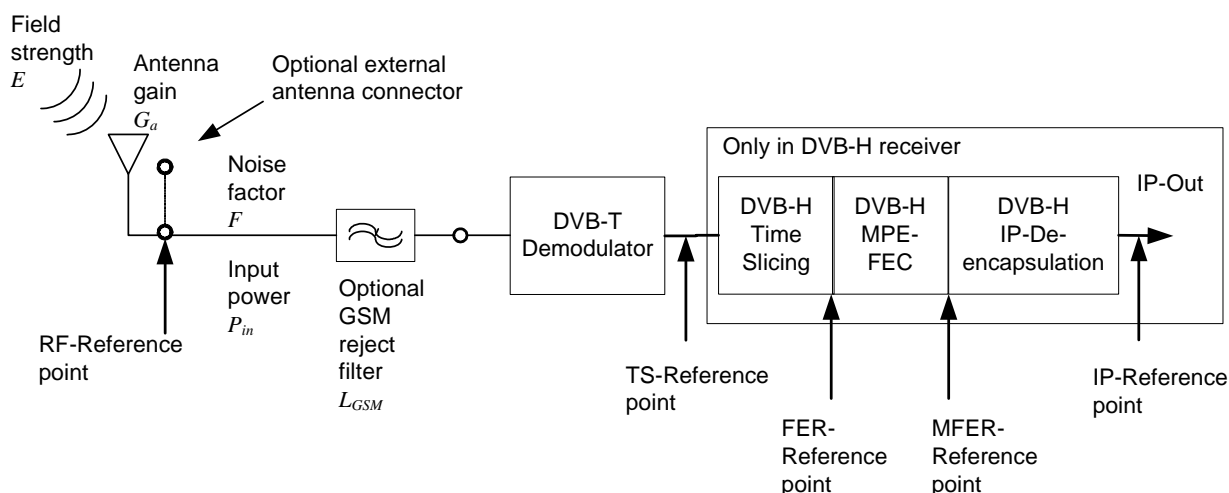 Field
strength
E
Antenna
gain
Ga
Optional external
antenna connector
Noise
factor
F
Input
power
Pin
RF-Reference
point
Optional
GSM
reject
filter
LGSM
DVB-T
Demodulator
TS-Reference
point
Only in DVB-H receiver
DVB-H
Time
Slicing
DVB-H
MPE-
FEC
DVB-H
IP-De-
encapsulation
IP-Out
FER-
Reference
point
MFER-
Reference
point
IP-Reference
point